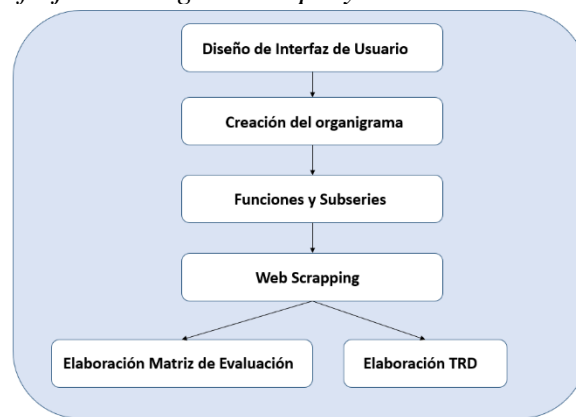 Diseño de Interfaz de Usuario
Creación del organigrama
Funciones y Subseries
Web Scrapping
Elaboración Matriz de Evaluación
Elaboración TRD